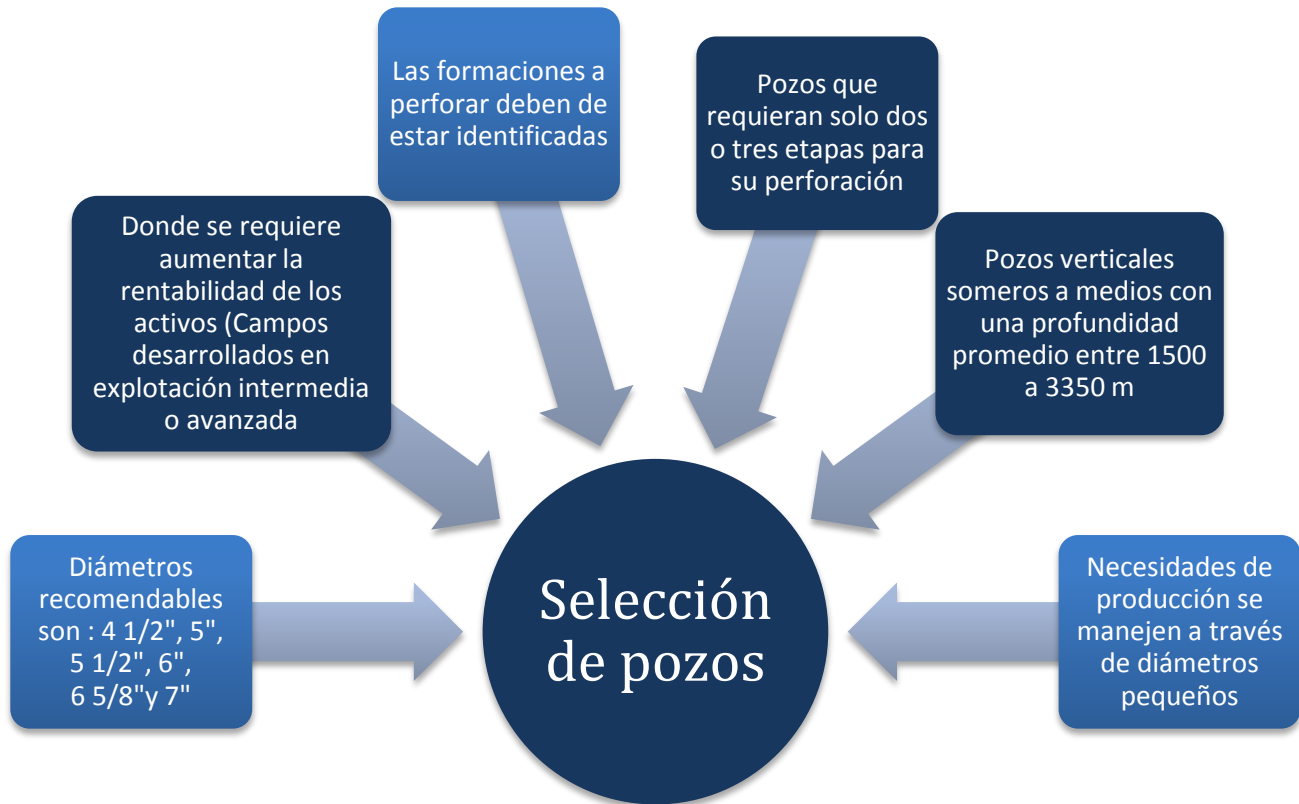 Las formaciones a
perforar deben de
estar identificadas
Pozos que
requieran solo dos
o tres etapas para
su perforación
Donde se requiere
aumentar la
rentabilidad de los
activos (Campos
desarrollados en
explotación intermedia
o avanzada
Pozos verticales
someros a medios con
una profundidad
promedio entre 1500
a 3350 m
Diámetros
recomendables
son : 4 1/2", 5",
5 1/2", 6",
6 5/8"y 7"
Selección
de pozos
Necesidades de
producción se
manejen a través
de diámetros
pequeños